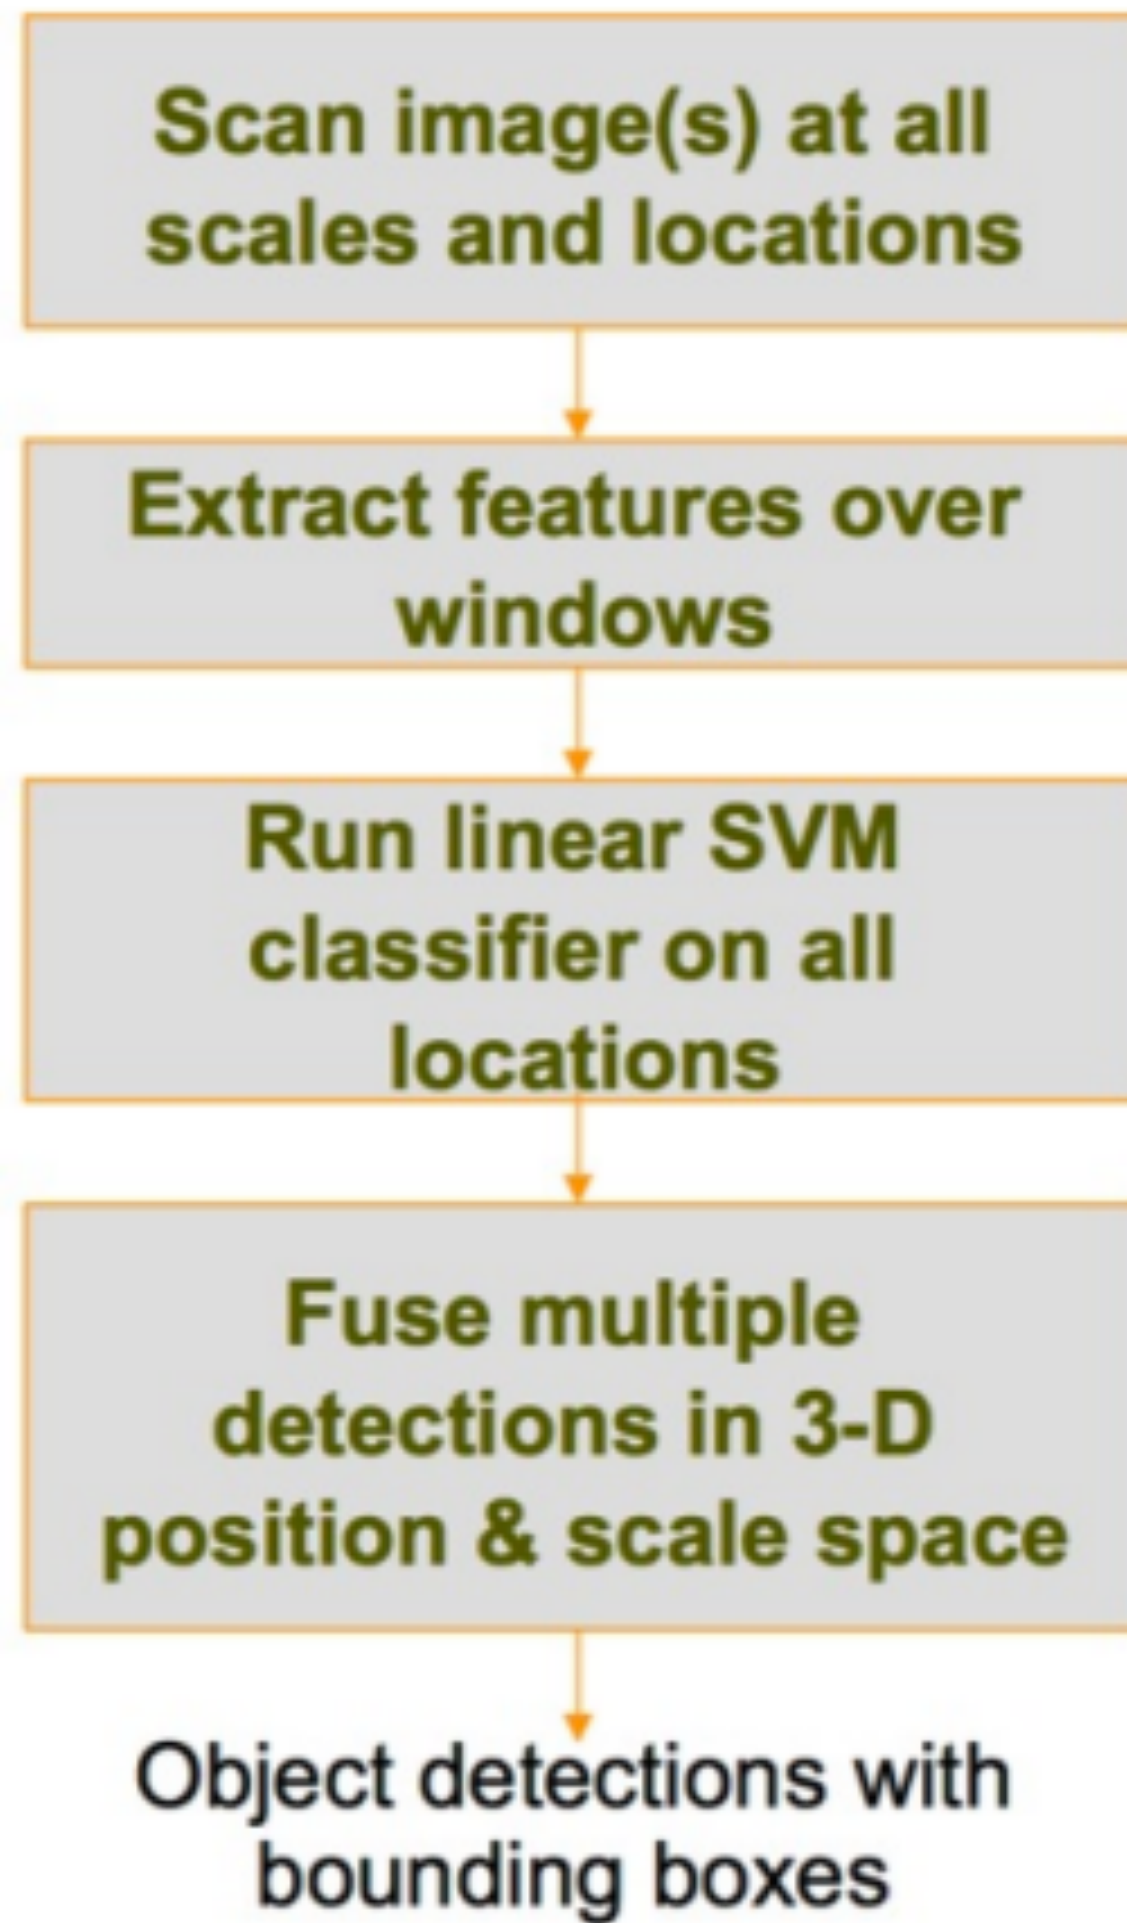 Scan image(s) at all
scales and locations
Extract features over
windows
Run linear SVM
classifier on all
locations
Fuse multiple
detections in 3-D
position & scale space
Object detections with
bounding boxes